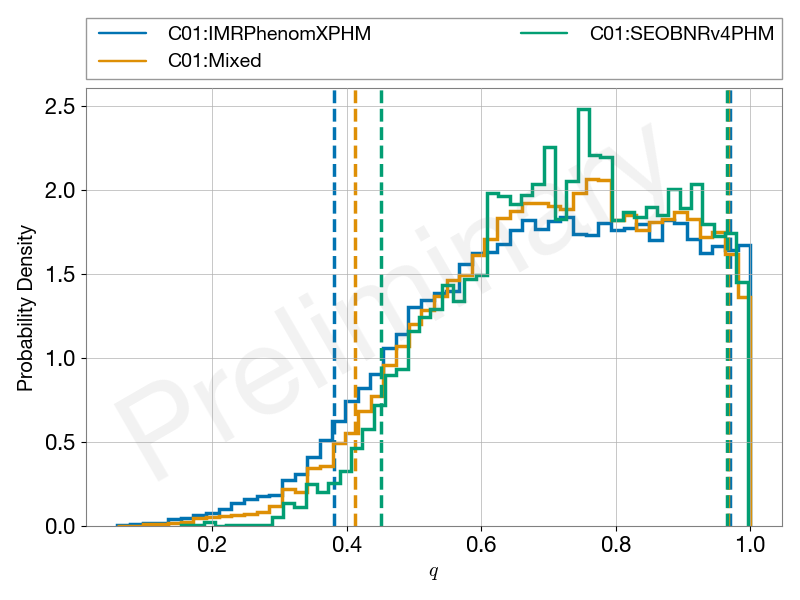 C01:IMRPhenomXPHM
C01:Mixed
C01:SEOBNRv4PHM
Preliminary
Probability Density
2.5
2.0
1.5
1.0
0.5
0.0
0.2
0.4
0.6
0.8
1.0
q